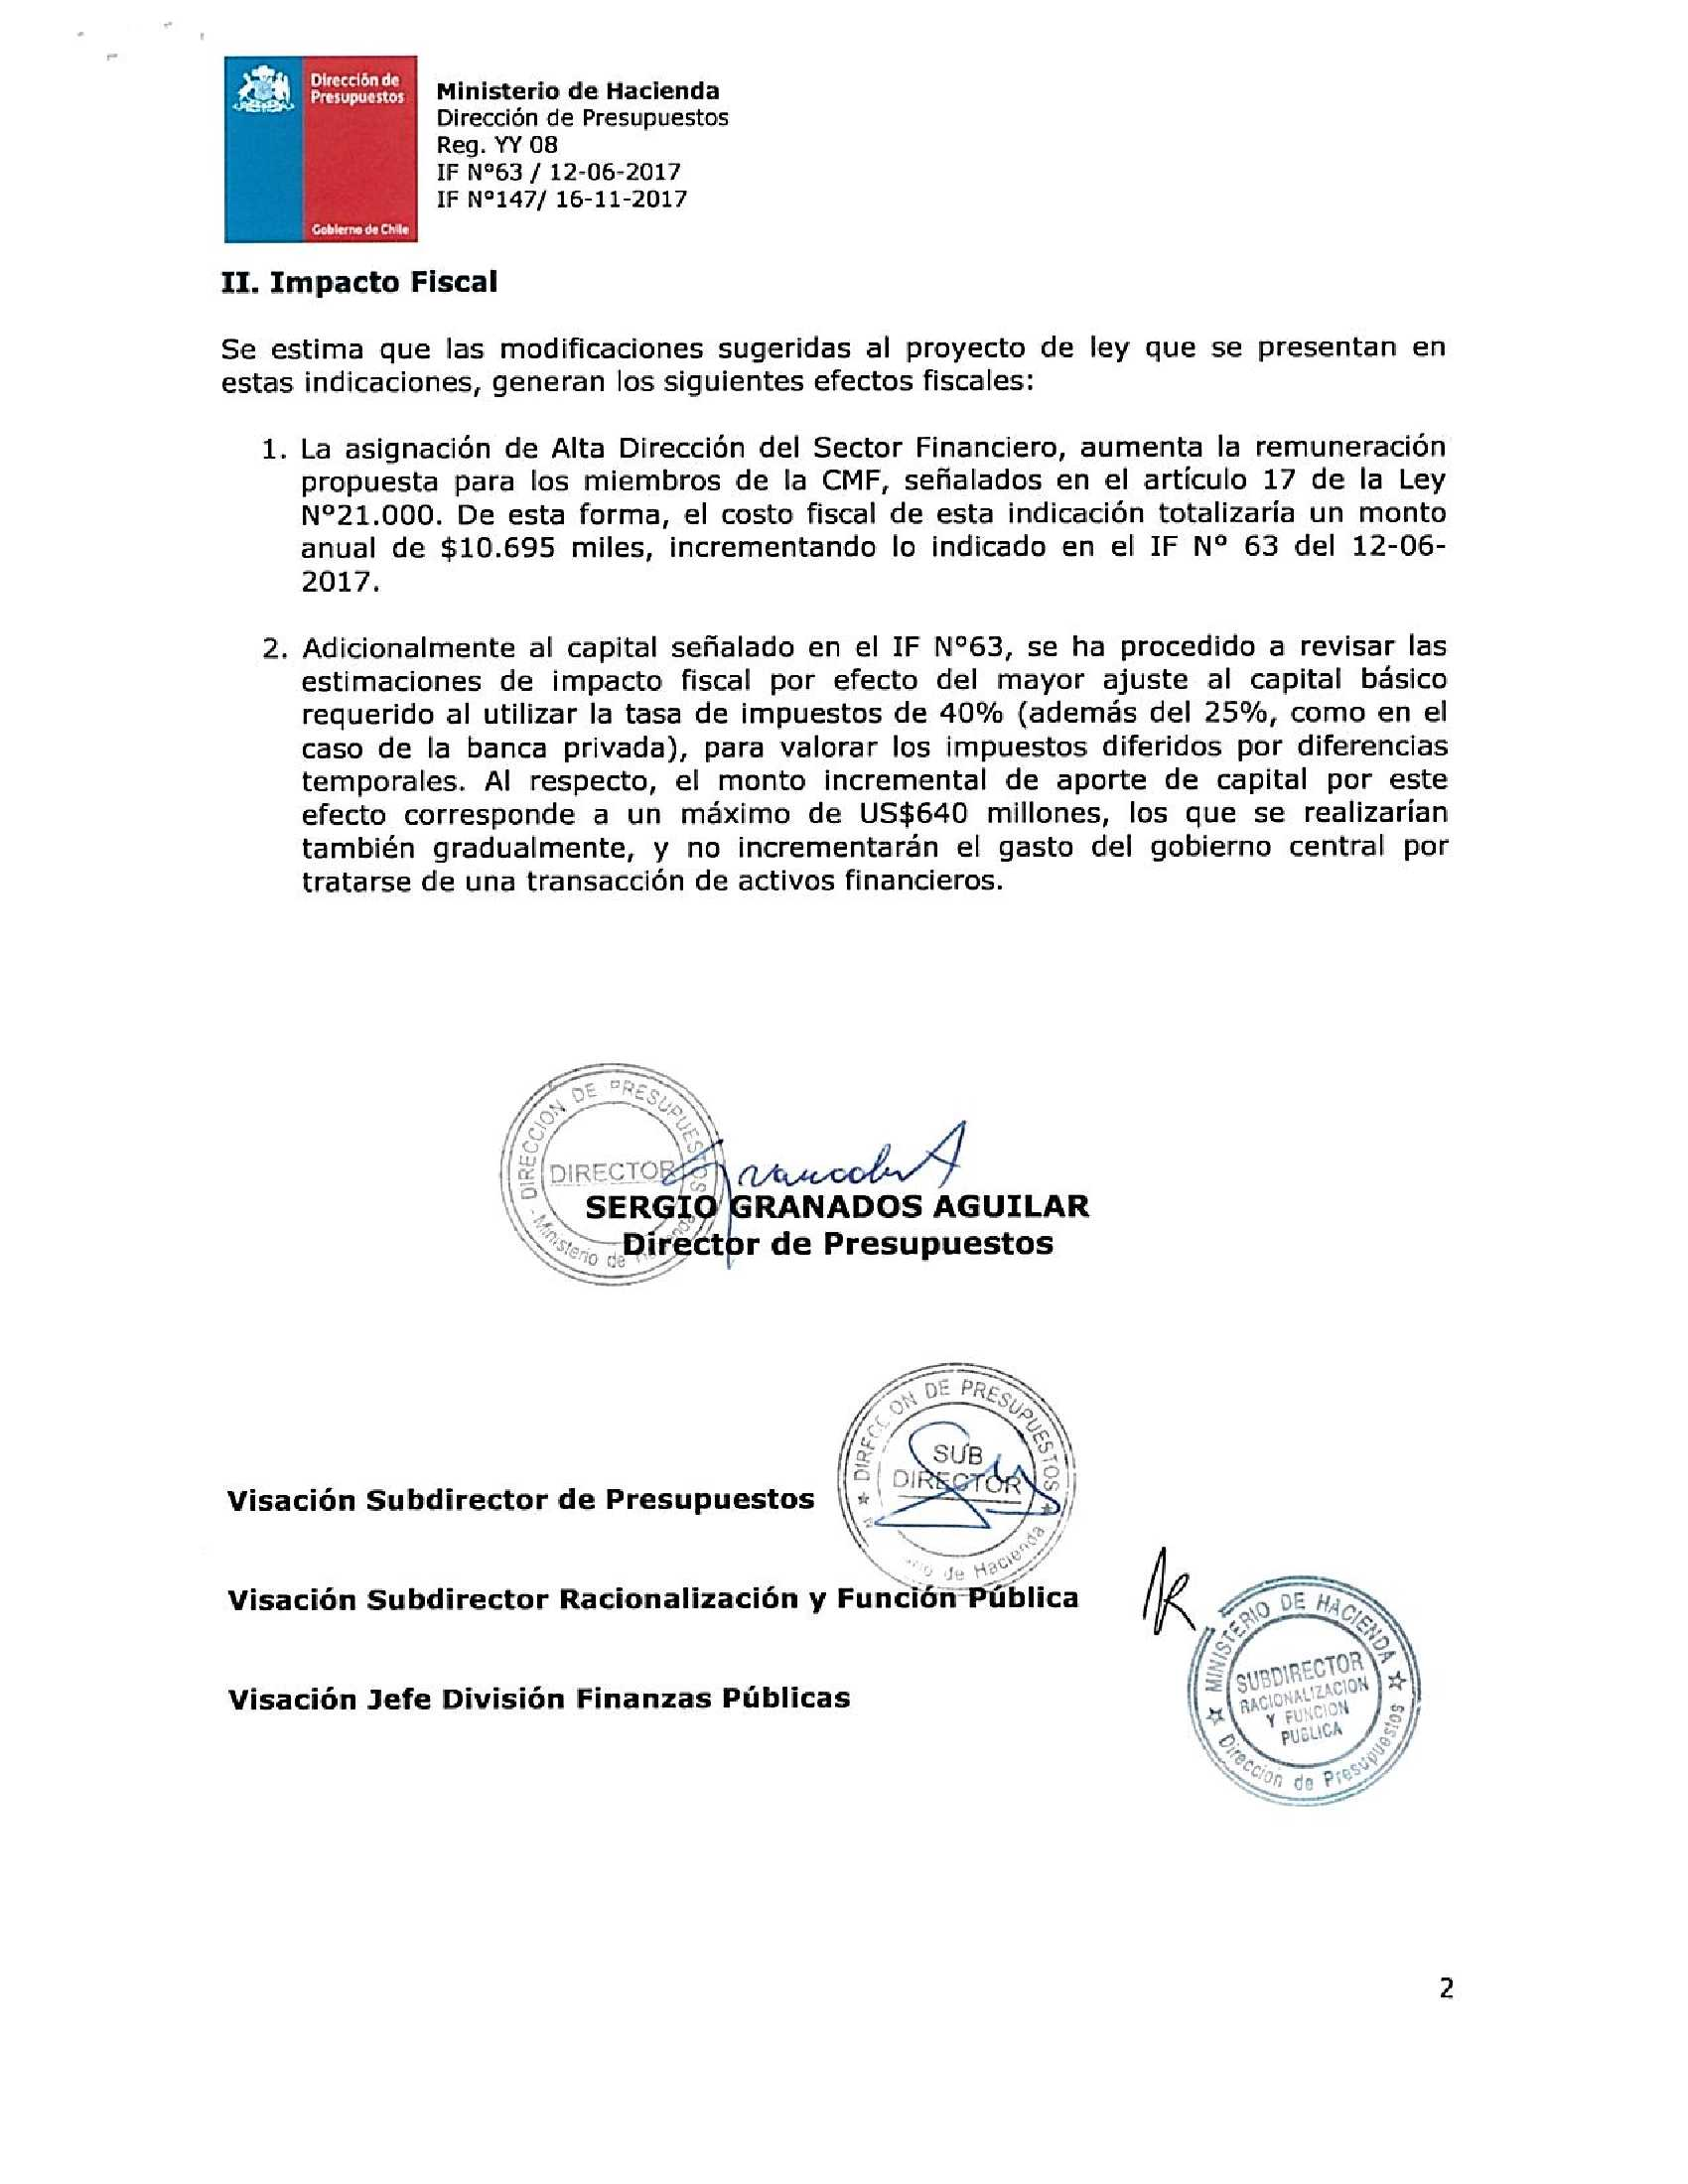 Dirección de
Presupuestos
Gobierno de Chile
Ministerio de Hacienda
Dirección de Presupuestos
Reg. YY 08
IF Nº63 / 12-06-2017
IF Nº147/ 16-11-2017
II. Impacto Fiscal
Se estima que las modificaciones sugeridas al proyecto de ley que se presentan en
estas indicaciones, generan los siguientes efectos fiscales:
1. La asignación de Alta Dirección del Sector Financiero, aumenta la remuneración
propuesta para los miembros de la CMF, señalados en el artículo 17 de la Ley
Nº21.000. De esta forma, el costo fiscal de esta indicación totalizaría un monto
anual de $10.695 miles, incrementando lo indicado en el IF Nº 63 del 12-06-
2017.
2. Adicionalmente al capital señalado en el IF Nº63, se ha procedido a revisar las
estimaciones de impacto fiscal por efecto del mayor ajuste al capital básico
requerido al utilizar la tasa de impuestos de 40% (además del 25%, como en el
caso de la banca privada), para valorar los impuestos diferidos por diferencias
temporales. Al respecto, el monto incremental de aporte de capital por este
efecto corresponde a un máximo de US$640 millones, los que se realizarían
también gradualmente, y no incrementarán el gasto del gobierno central por
tratarse de una transacción de activos financieros.
DIRECCIÓN DE PRESUPUESTOS
DIRECTOR
Ministerio de Hacienda
SERGIO GRANADOS AGUILAR
Director de Presupuestos
DE PRESUPUESTOS
SUB
DIRECTOR
de Hacienda
Visación Subdirector de Presupuestos
Visación Subdirector Racionalización y Función Pública
MINISTERIO DE HACIENDA
SUBDIRECTOR
RACIONALIZACION
Y FUNCION
PUBLICA
Dirección de Presupuestos
Visación Jefe División Finanzas Públicas
2